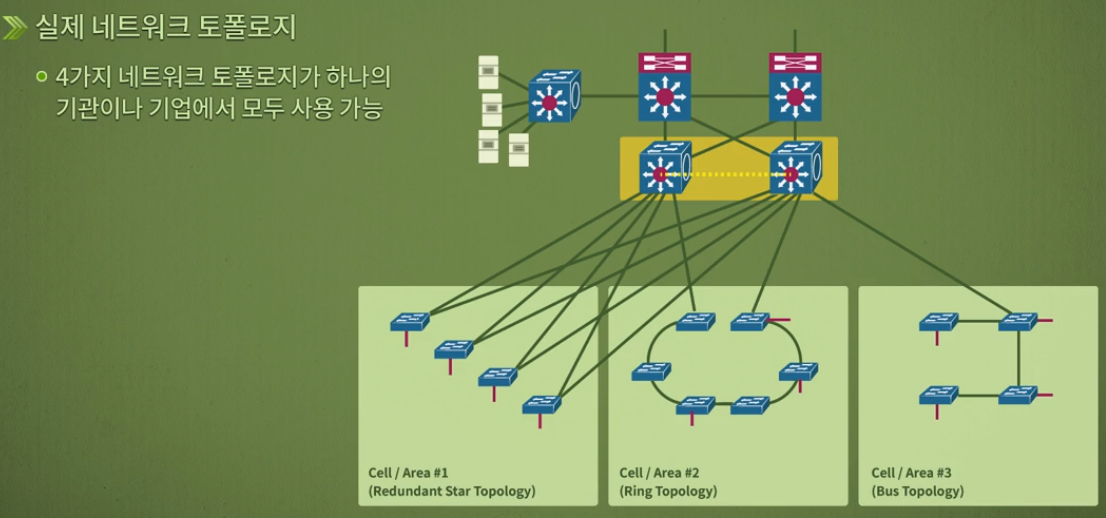 실제 네트워크 토폴로지
4가지 네트워크 토폴로지가 하나의
기관이나 기업에서 모두 사용 가능
Cell / Area #1
(Redundant Star Topology)
Cell / Area #2
(Ring Topology)
Cell / Area #3
(Bus Topology)